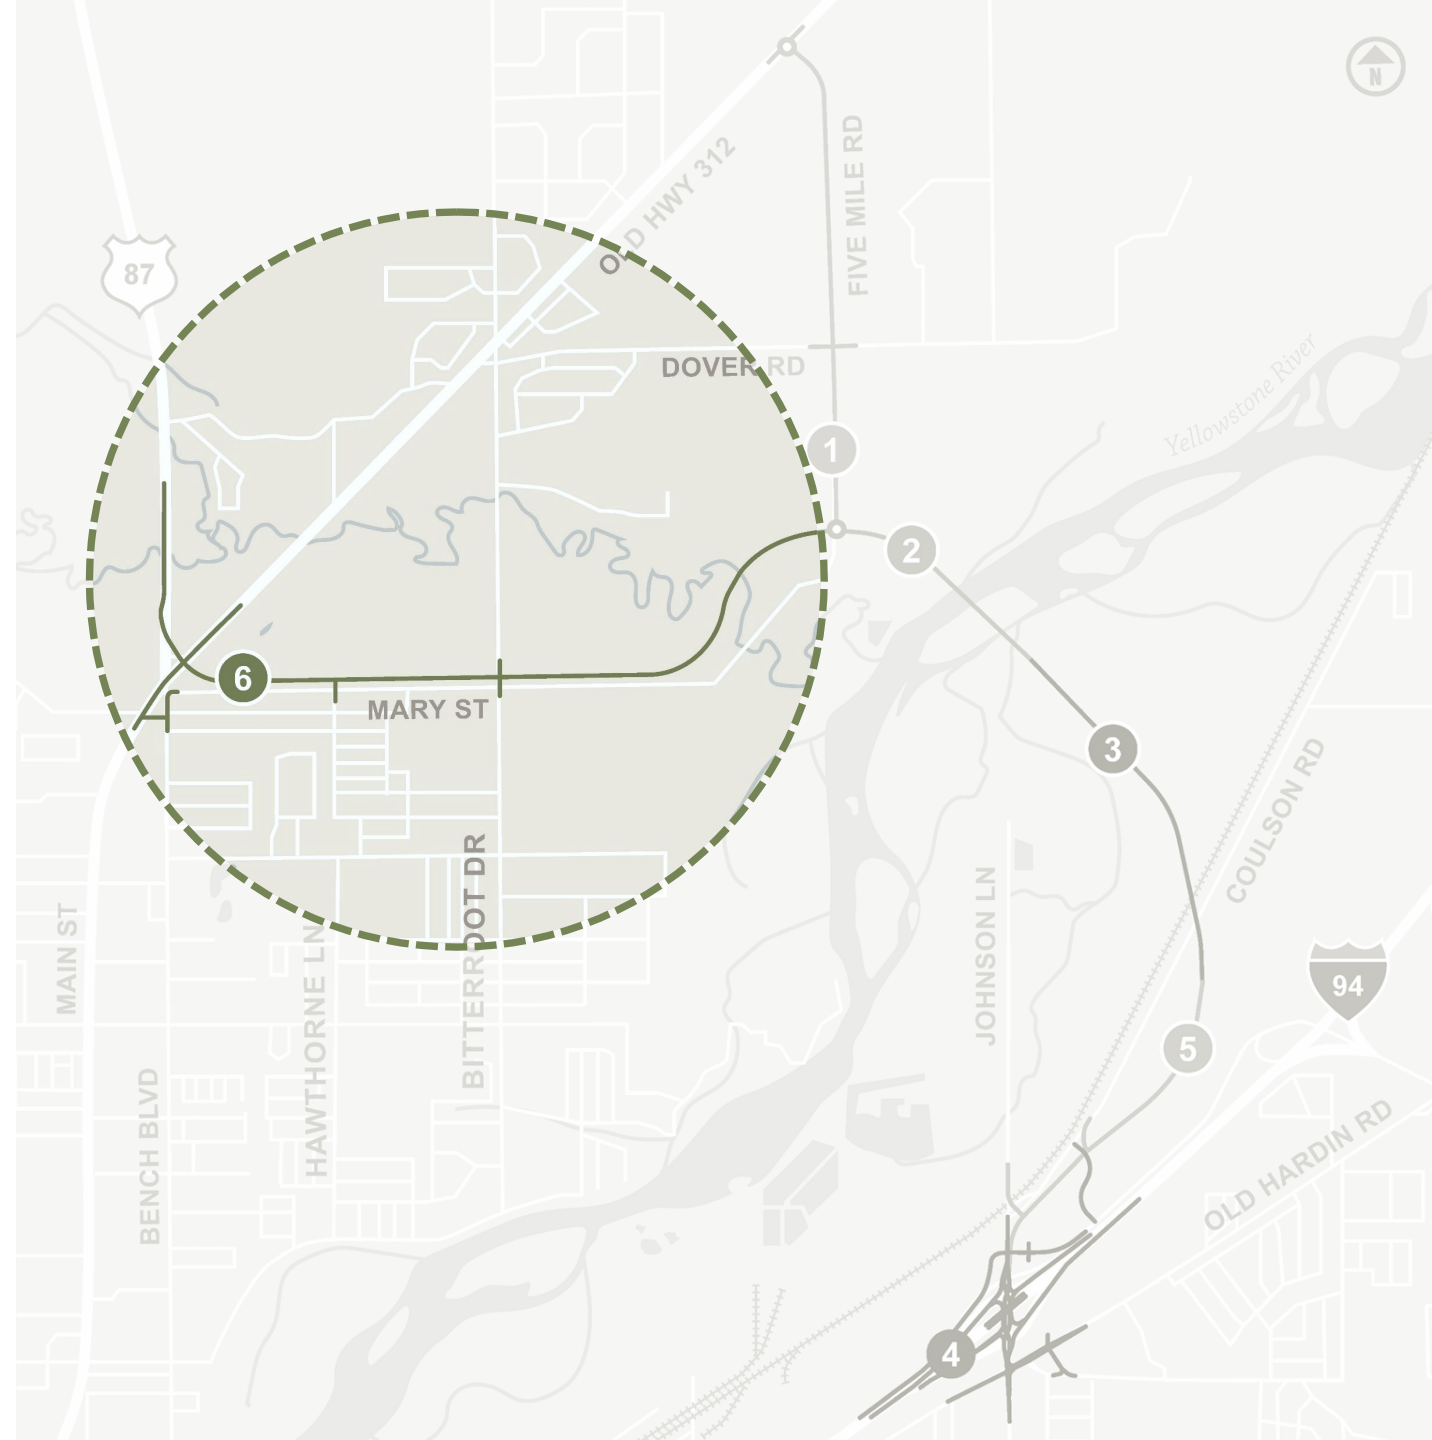 N
OLD HWY 312
FIVE MILE RD
87
DOVER RD
Yellowstone River
1
2
6
MARY ST
3
COULSON RD
BITTERROOT DR
JOHNSON LN
MAIN ST
HAWTHORNE LN
94
5
BENCH BLVD
OLD HARDIN RD
4